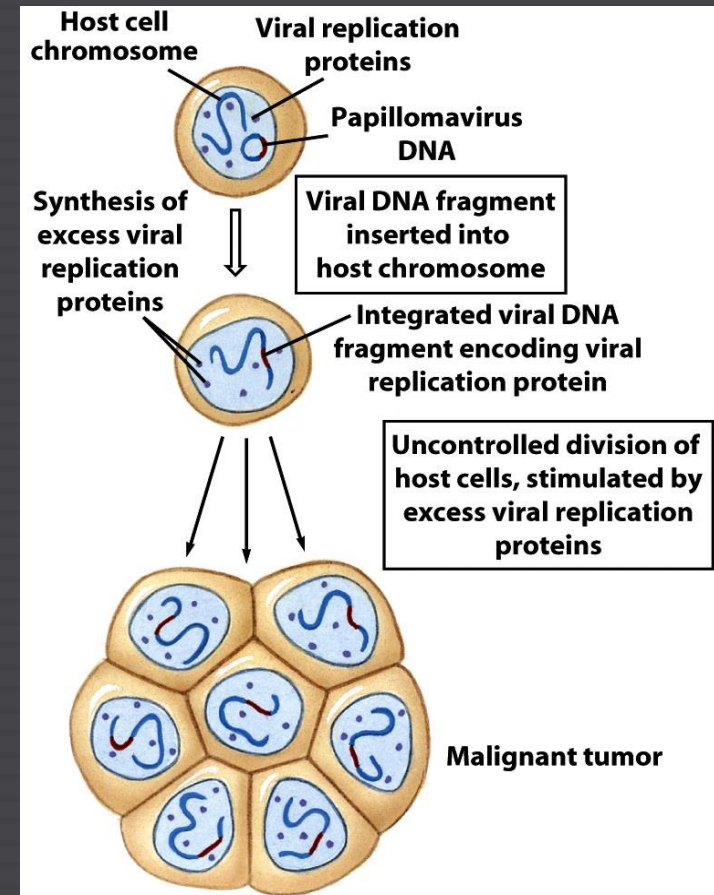 Host cell
chromosome
Viral replication
proteins
Papillomavirus
DNA
Synthesis of
excess viral
replication
proteins
Viral DNA fragment
inserted into
host chromosome
Integrated viral DNA
fragment encoding viral
replication protein
Uncontrolled division of
host cells, stimulated by
excess viral replication
proteins
Malignant tumor